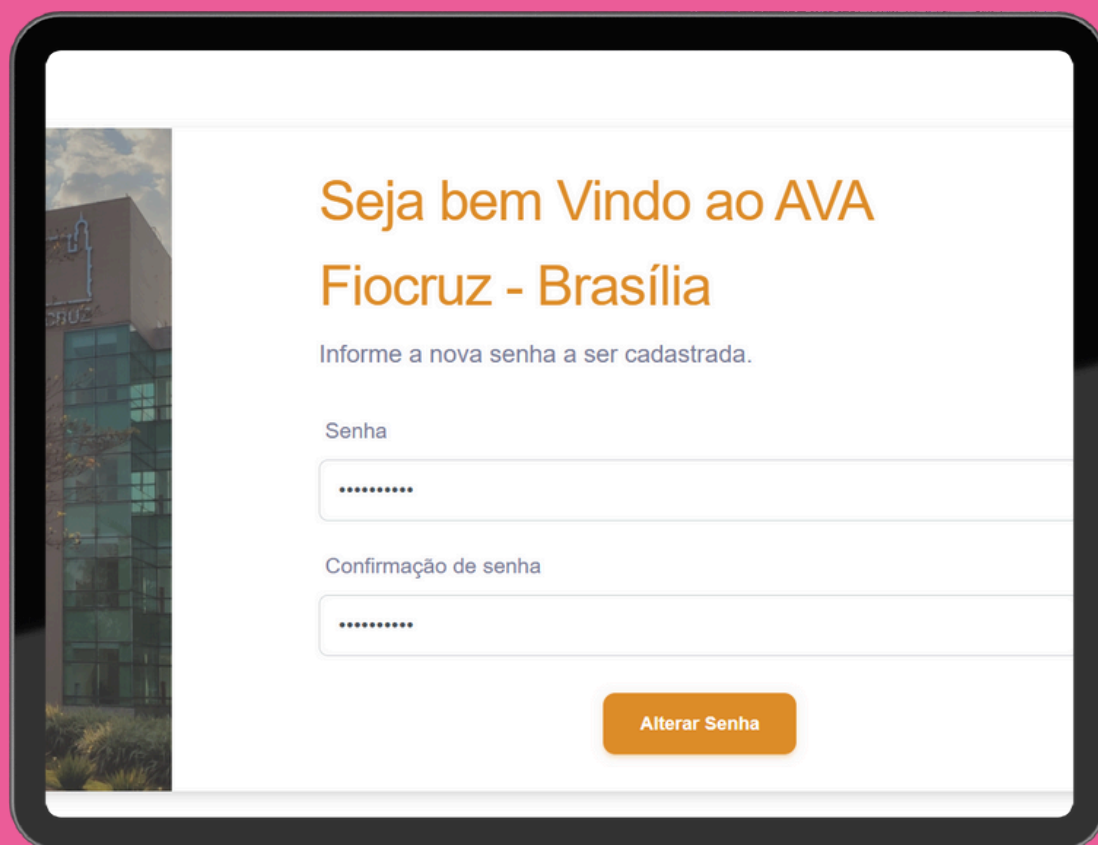 Seja bem Vindo ao AVA
Fiocruz - Brasília
Informe a nova senha a ser cadastrada.
Senha
••••••••••
Confirmação de senha
••••••••••
Alterar Senha